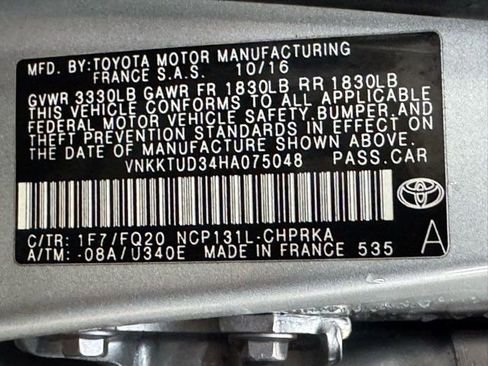 MFD. BY:TOYOTA MOTOR MANUFACTURING
FRANCE S.A.S. 10/16
GVWR 3330LB GAWR FR 1830LB RR 1830LB
THIS VEHICLE CONFORMS TO ALL APPLICABLE
FEDERAL MOTOR VEHICLE SAFETY,BUMPER,AND
THEFT PREVENTION STANDARDS IN EFFECT ON
THE DATE OF MANUFACTURE SHOWN ABOVE.
VNKKTUD34HA075048 PASS.CAR
C/TR: 1F7/FQ20 NCP131L-CHPRKA
A/TM: -08A/U340E MADE IN FRANCE 535
A